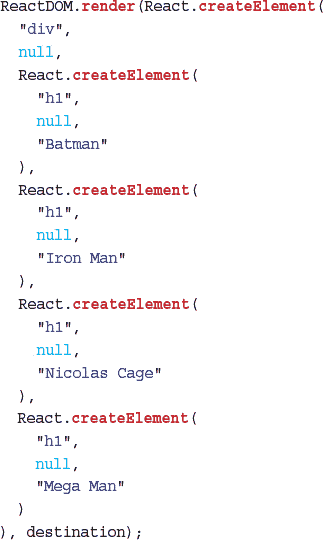 ReactDOM.render(React.createElement(
  "div",
  null,
  React.createElement(
    "h1",
    null,
    "Batman"
  ),
  React.createElement(
    "h1",
    null,
    "Iron Man"
  ),
  React.createElement(
    "h1",
    null,
    "Nicolas Cage"
  ),
  React.createElement(
    "h1",
    null,
    "Mega Man"
  )
), destination);